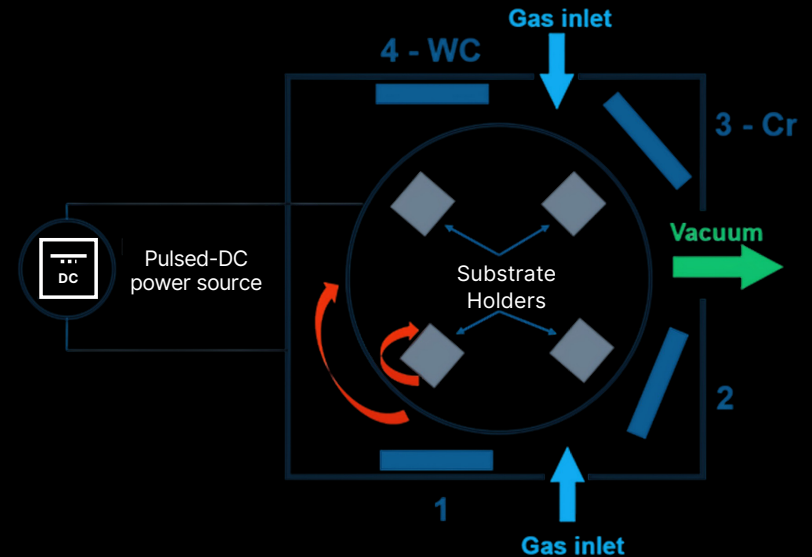 Gas inlet
4 - WC
3 - Cr
Vacuum
DC
Pulsed-DC
power source
Substrate
Holders
2
1
Gas inlet